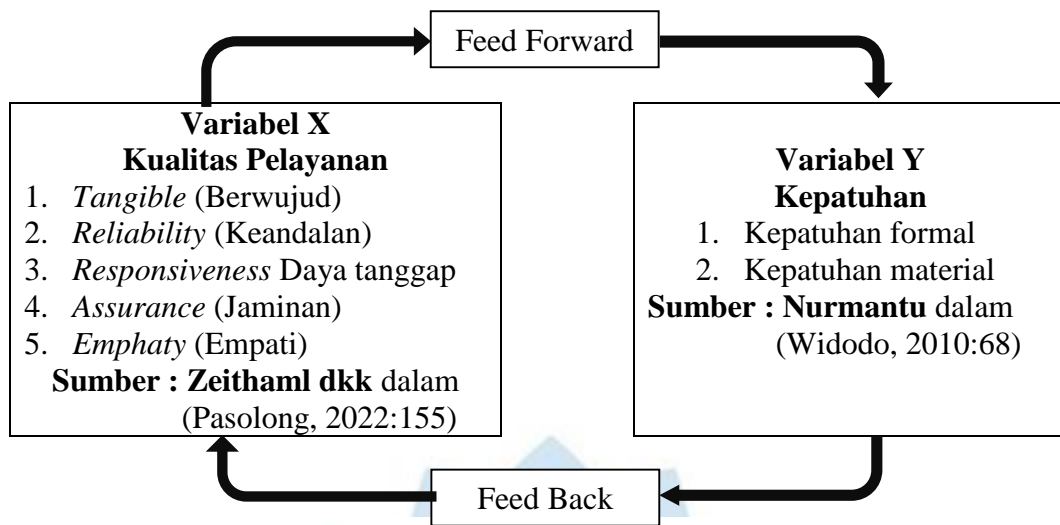 Feed Forward
Variabel X
Kualitas Pelayanan
1. Tangible (Berwujud)
2. Reliability (Keandalan)
3. Responsiveness Daya tanggap
4. Assurance (Jaminan)
5. Emphaty (Empati)
Sumber : Zeithaml dkk dalam
(Pasolong, 2022:155)
Variabel Y
Kepatuhan
1. Kepatuhan formal
2. Kepatuhan material
Sumber : Nurmantu dalam
(Widodo, 2010:68)
Feed Back